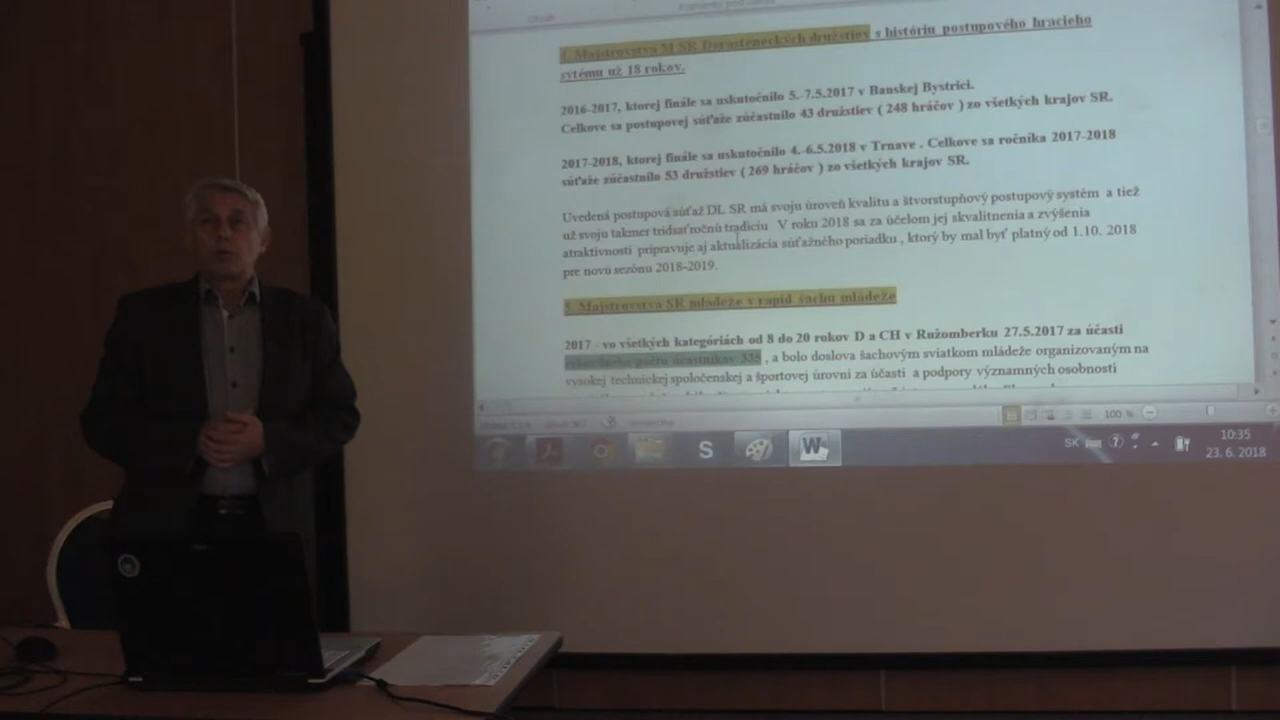 Obsah
4. Majstrovstva M SR Dorasteneckých družstiev s históriu postupového hracieho
sytému už 18 rokov.
2016-2017, ktorej finále sa uskutočnilo 5.-7.5.2017 v Banskej Bystrici.
Celkove sa postupovej súťaže zúčastnilo 43 družstiev ( 248 hráčov ) zo všetkých krajov SR.
2017-2018, ktorej finále sa uskutočnilo 4.-6.5.2018 v Trnave . Celkove sa ročníka 2017-2018
súťaže zúčastnilo 53 družstiev ( 269 hráčov ) zo všetkých krajov SR.
Uvedená postupová súťaž DL SR má svoju úroveň kvalitu a štvorstupňový postupový systém a tiež
už svoju takmer tridsaťročnú tradíciu V roku 2018 sa za účelom jej skvalitnenia a zvýšenia
atraktivnosti pripravuje aj aktualizácia súťažného poriadku , ktorý by mal byť platný od 1.10. 2018
pre novú sezónu 2018-2019.
5. Majstrovstva SR mládeže v rapid šachu mládeže
2017 - vo všetkých kategóriách od 8 do 20 rokov D a CH v Ružomberku 27.5.2017 za účasti
počtu účastníkov 338 , a bolo doslova šachovým sviatkom mládeže organizovaným na
vysokej technickej spoločenskej a športovej úrovni za účasti a podpory významných osobností
100 %
S
W
SK
10:35
23. 6. 2018